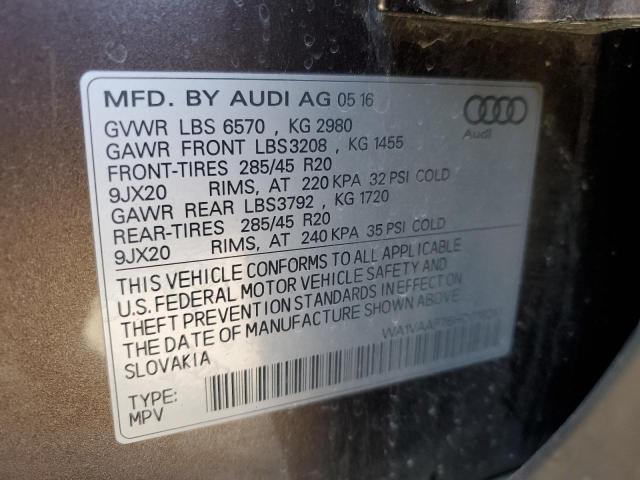 MFD. BY AUDI AG 05 16
Audi
GVWR LBS 6570 , KG 2980
GAWR FRONT LBS3208 , KG 1455
FRONT-TIRES 285/45 R20
9JX20 RIMS, AT 220 KPA 32 PSI COLD
GAWR REAR LBS3792 , KG 1720
REAR-TIRES 285/45 R20
9JX20 RIMS, AT 240 KPA 35 PSI COLD
THIS VEHICLE CONFORMS TO ALL APPLICABLE
U.S. FEDERAL MOTOR VEHICLE SAFETY AND
THEFT PREVENTION STANDARDS IN EFFECT ON
THE DATE OF MANUFACTURE SHOWN ABOVE.
SLOVAKIA
TYPE:
MPV